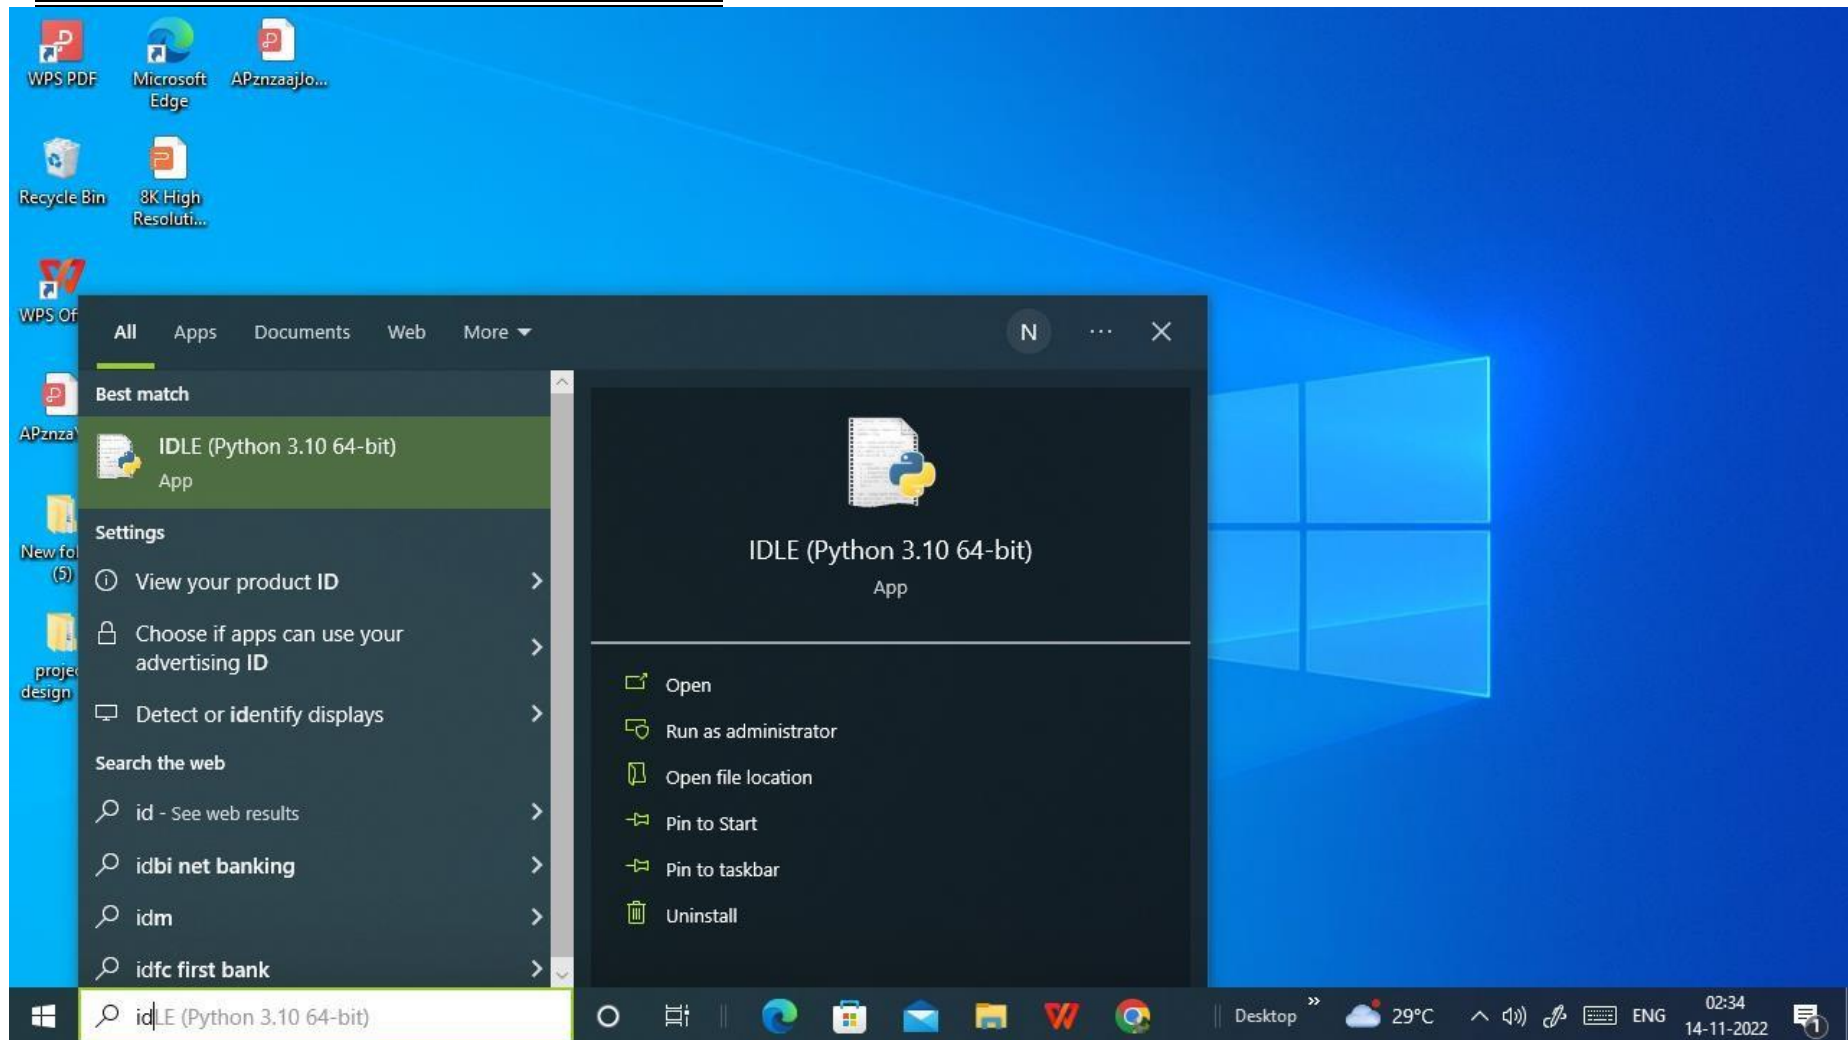 WPS PDF
Microsoft
Edge
APznzaajJo...
Recycle Bin
8K High
Resoluti...
WPS Of
APznza
New fol
(5)
projec
design
All Apps Documents Web More
N ...
Best match
IDLE (Python 3.10 64-bit)
App
Settings
View your product ID
Choose if apps can use your
advertising ID
Detect or identify displays
Search the web
id - See web results
idbi net banking
idm
idfc first bank
IDLE (Python 3.10 64-bit)
App
Open
Run as administrator
Open file location
Pin to Start
Pin to taskbar
Uninstall
idLE (Python 3.10 64-bit)
Desktop
29°C
ENG
02:34
14-11-2022
1